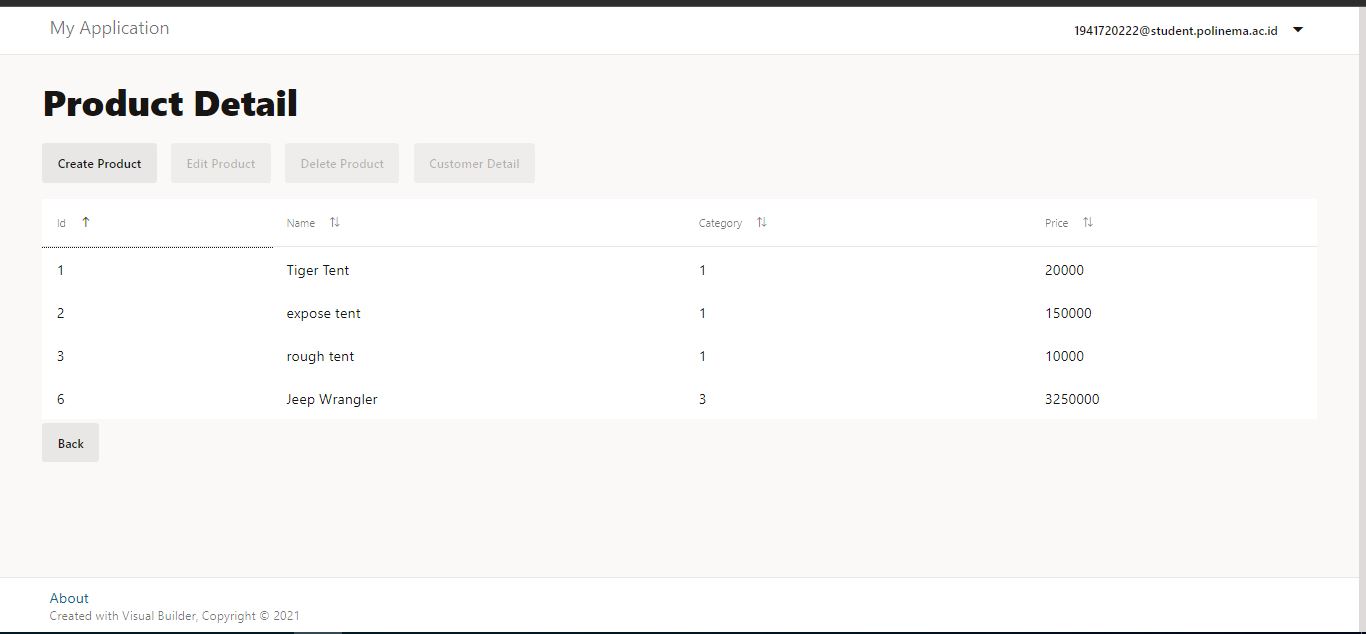 My Application
1941720222@student.polinema.ac.id
Product Detail
Create Product Edit Product Delete Product Customer Detail
Id Name Category Price
1 Tiger Tent 1 20000
2 expose tent 1 150000
3 rough tent 1 10000
6 Jeep Wrangler 3 3250000
Back
About
Created with Visual Builder, Copyright © 2021